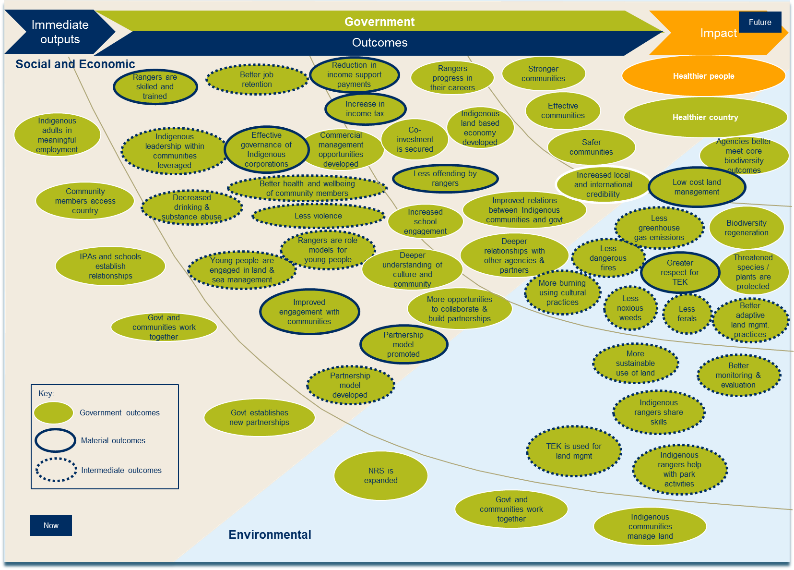 Immediate
outputs
Government
Outcomes
Impact
Future
Social and Economic
Rangers are
skilled and
trained
Better job
retention
Reduction in
income support
payments
Rangers
progress in
their careers
Stronger
communities
Healthier people
Increase in
income tax
Effective
communities
Healthier country
Indigenous
adults in
meaningful
employment
Indigenous
leadership within
communities
leveraged
Effective
governance of
Indigenous
corporations
Commercial
management
opportunities
developed
Co-
investment
is secured
Indigenous
land based
economy
developed
Safer
communities
Agencies better
meet core
biodiversity
outcomes
Less offending by
rangers
Increased local
and international
credibility
Low cost land
management
Community
members access
country
Decreased
drinking &
substance abuse
Better health and wellbeing
of community members
Less violence
Increased
school
engagement
Improved relations
between Indigenous
communities and govt
Less
greenhouse
gas emissions
Biodiversity
regeneration
IPAs and schools
establish
relationships
Young people are
engaged in land &
sea management
Rangers are role
models for
young people
Deeper
understanding of
culture and
community
Deeper
relationships with
other agencies &
partners
Less
dangerous
fires
Greater
respect for
TEK
Threatened
species /
plants are
protected
Govt and
communities work
together
Improved
engagement with
communities
More opportunities
to collaborate &
build partnerships
More burning
using cultural
practices
Less
noxious
weeds
Less
ferals
Better
adaptive
land mgmt.
practices
Partnership
model
promoted
Partnership
model
developed
More
sustainable
use of land
Better
monitoring &
evaluation
Govt establishes
new partnerships
Indigenous
rangers share
skills
TEK is used for
land mgmt
Indigenous
rangers help
with park
activities
NRS is
expanded
Govt and
communities work
together
Indigenous
communities
manage land
Key:
Government outcomes
Material outcomes
Intermediate outcomes
Now
Environmental